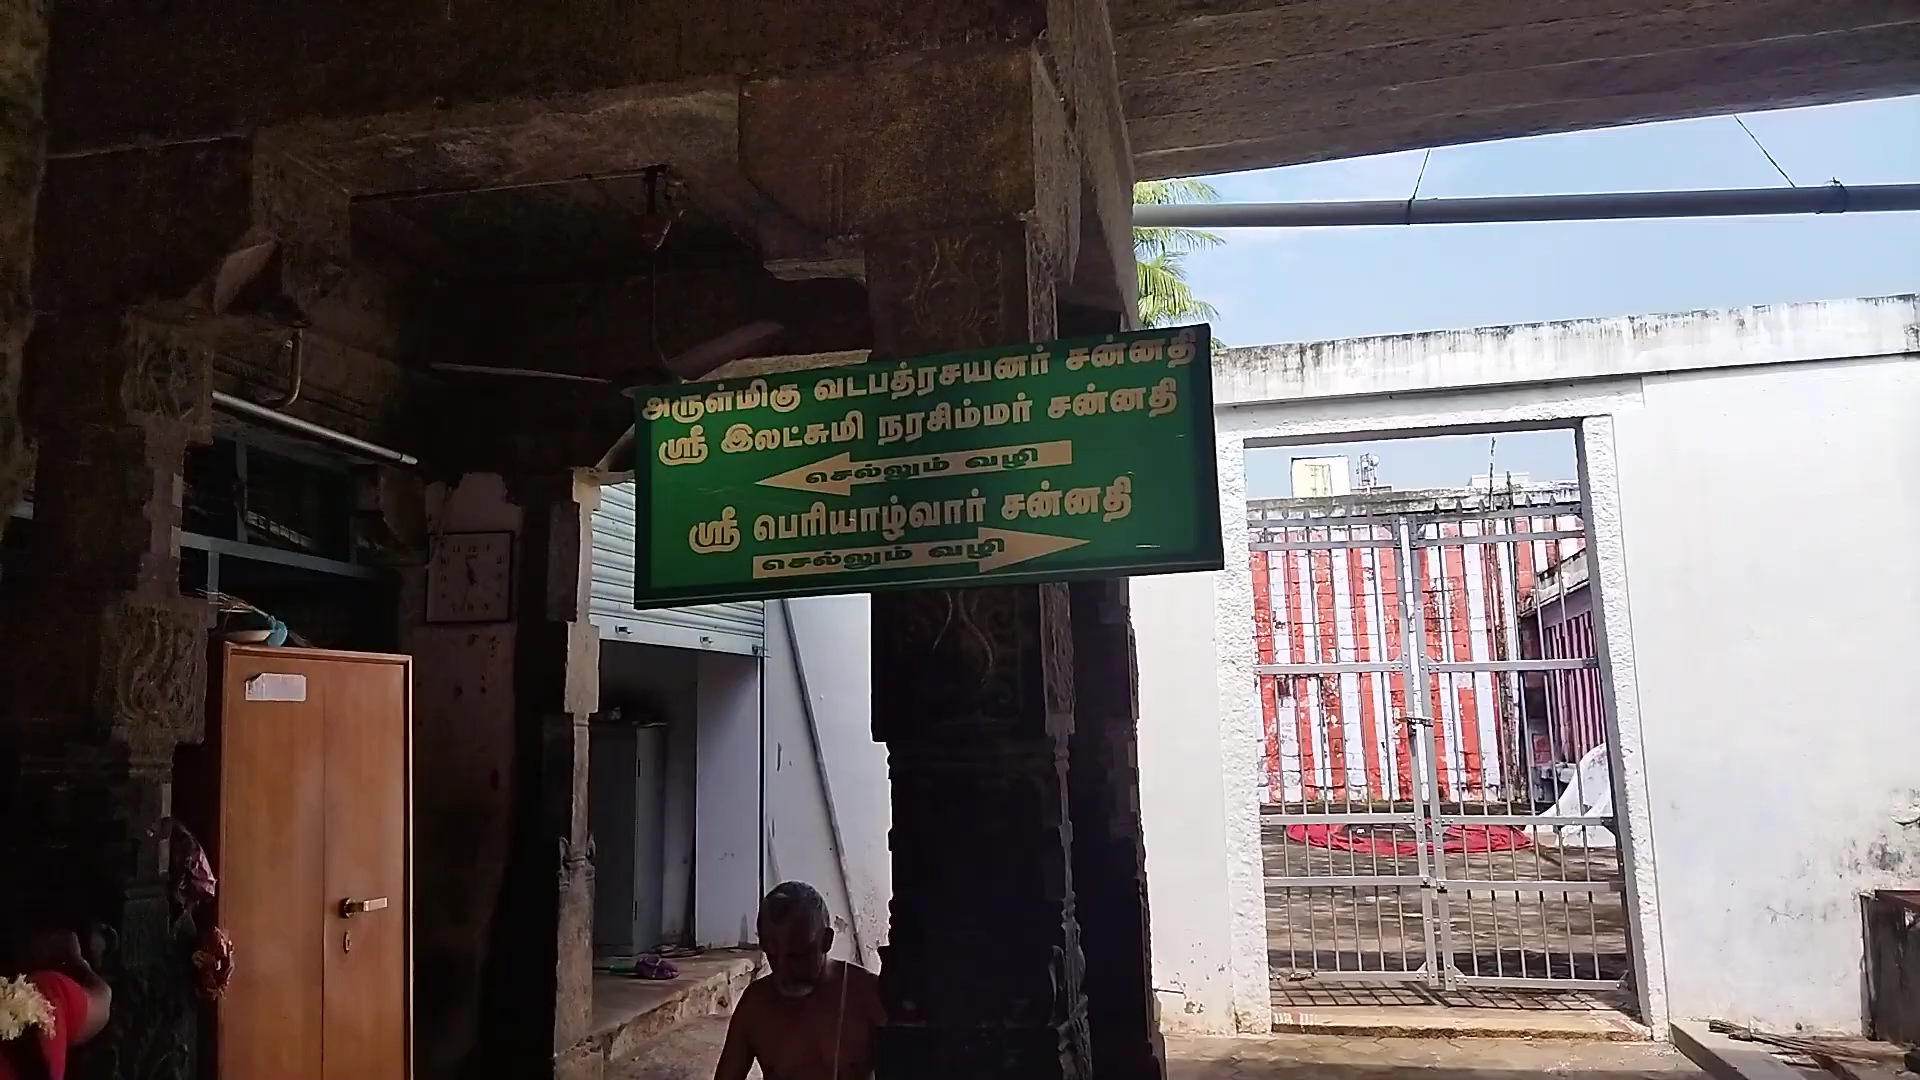 அருள்மிகு வடபத்ரசயனர் சன்னதி
ஸ்ரீ இலட்சுமி நரசிம்மர் சன்னதி
செல்லும் வழி
ஸ்ரீ பெரியாழ்வார் சன்னதி
செல்லும் வழி